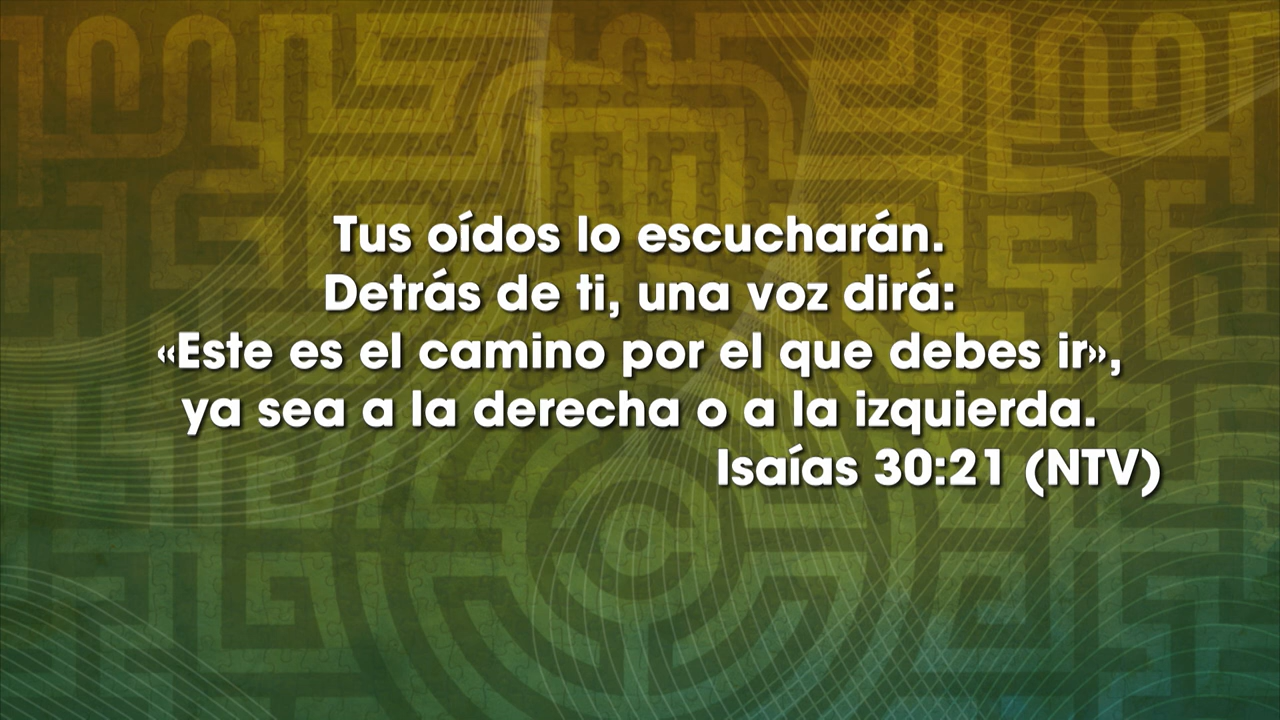 Tus oídos lo escucharán.
Detrás de ti, una voz dirá:
«Este es el camino por el que debes ir»,
ya sea a la derecha o a la izquierda.
Isaías 30:21 (NTV)